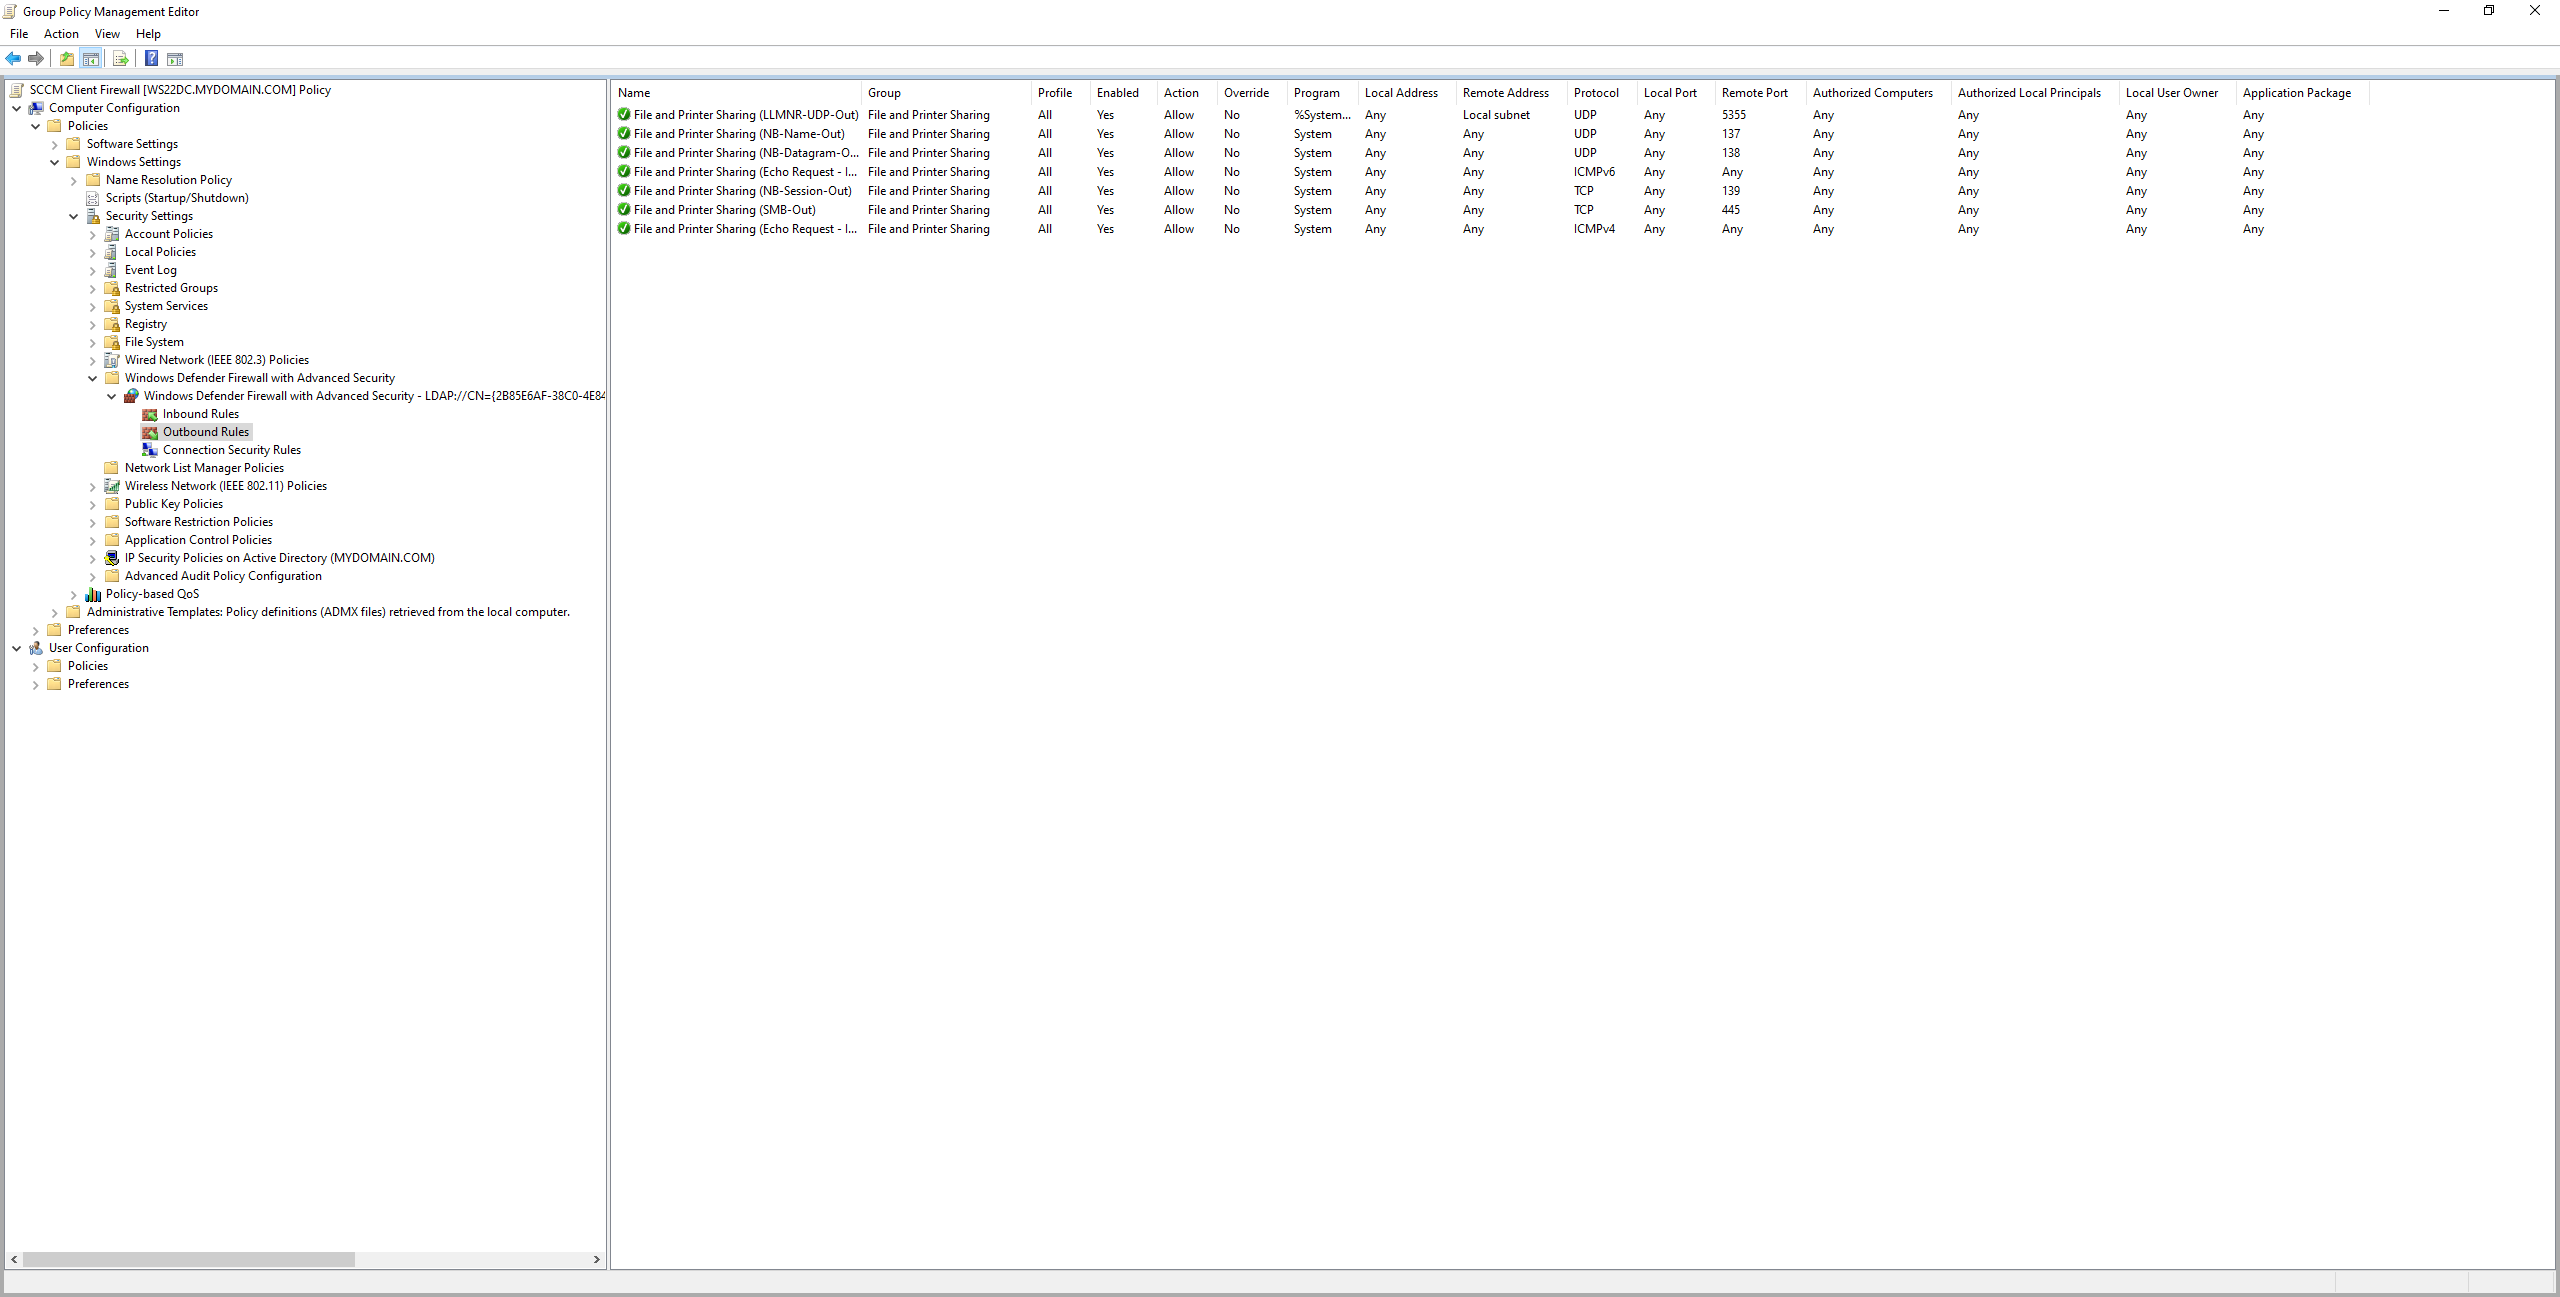 Group Policy Management Editor
File Action View Help
SCCM Client Firewall [WS22DC.MYDOMAIN.COM] Policy
Computer Configuration
Policies
Software Settings
Windows Settings
Name Resolution Policy
Scripts (Startup/Shutdown)
Security Settings
Account Policies
Local Policies
Event Log
Restricted Groups
System Services
Registry
File System
Wired Network (IEEE 802.3) Policies
Windows Defender Firewall with Advanced Security
Windows Defender Firewall with Advanced Security - LDAP://CN={2B85E6AF-38C0-4E84
Inbound Rules
Outbound Rules
Connection Security Rules
Network List Manager Policies
Wireless Network (IEEE 802.11) Policies
Public Key Policies
Software Restriction Policies
Application Control Policies
IP Security Policies on Active Directory (MYDOMAIN.COM)
Advanced Audit Policy Configuration
Policy-based QoS
Administrative Templates: Policy definitions (ADMX files) retrieved from the local computer.
Preferences
User Configuration
Policies
Preferences
Name Group Profile Enabled Action Override Program Local Address Remote Address Protocol Local Port Remote Port Authorized Computers Authorized Local Principals Local User Owner Application Package
File and Printer Sharing (LLMNR-UDP-Out) File and Printer Sharing All Yes Allow No %System... Any Local subnet UDP Any 5355 Any Any Any Any
File and Printer Sharing (NB-Name-Out) File and Printer Sharing All Yes Allow No System Any Any UDP Any 137 Any Any Any Any
File and Printer Sharing (NB-Datagram-O... File and Printer Sharing All Yes Allow No System Any Any UDP Any 138 Any Any Any Any
File and Printer Sharing (Echo Request - I... File and Printer Sharing All Yes Allow No System Any Any ICMPv6 Any Any Any Any Any Any
File and Printer Sharing (NB-Session-Out) File and Printer Sharing All Yes Allow No System Any Any TCP Any 139 Any Any Any Any
File and Printer Sharing (SMB-Out) File and Printer Sharing All Yes Allow No System Any Any TCP Any 445 Any Any Any Any
File and Printer Sharing (Echo Request - I... File and Printer Sharing All Yes Allow No System Any Any ICMPv4 Any Any Any Any Any Any